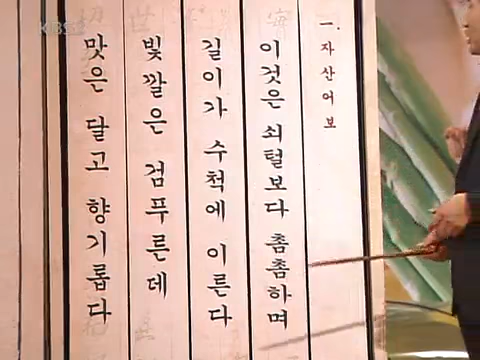 一. 자산어보
이것은 쇠털보다 촘촘하며
길이가 수척에 이른다
빛깔은 검푸른데
맛은 달고 향기롭다
KBS